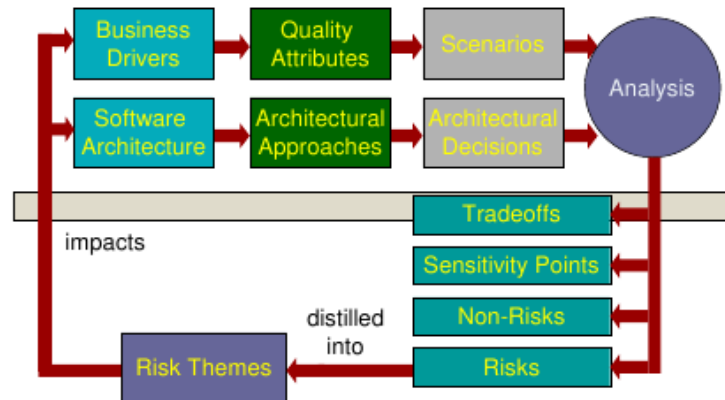 Business
Drivers
Quality
Attributes
Scenarios
Analysis
Software
Architecture
Architectural
Approaches
Architectural
Decisions
Tradeoffs
impacts
Sensitivity Points
Non-Risks
distilled
into
Risk Themes
Risks